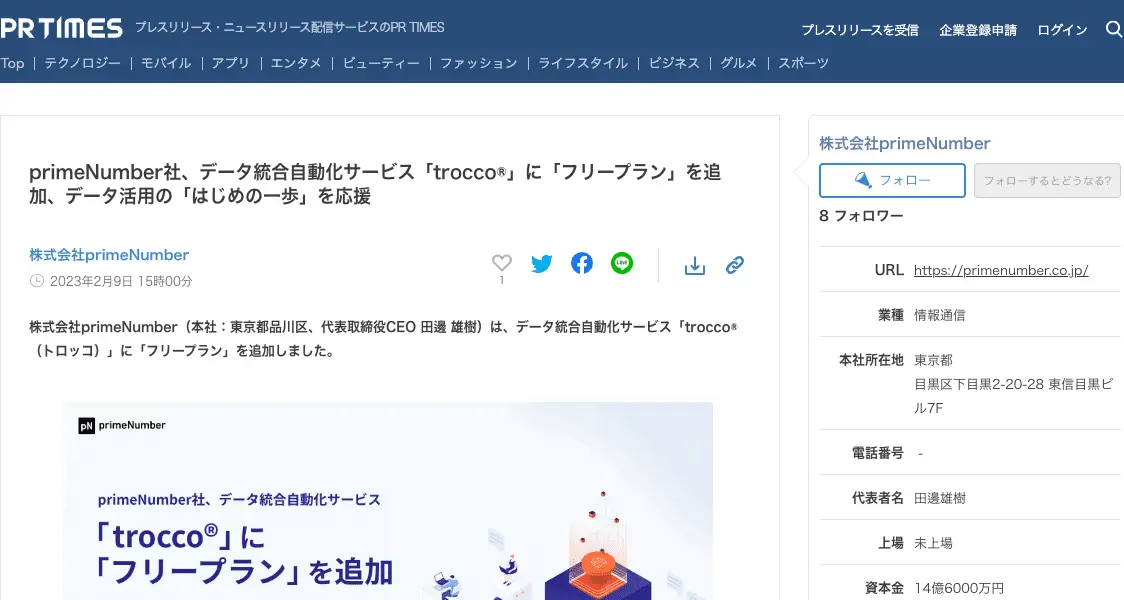 PR TIMES プレスリリース・ニュースリリース配信サービスのPR TIMES
プレスリリースを受信 企業登録申請 ログイン
Top | テクノロジー | モバイル | アプリ | エンタメ | ビューティー | ファッション | ライフスタイル | ビジネス | グルメ | スポーツ
primeNumber社、データ統合自動化サービス「trocco®」に「フリープラン」を追
加、データ活用の「はじめの一歩」を応援
株式会社primeNumber
2023年2月9日 15時00分
1
LINE
株式会社primeNumber（本社：東京都品川区、代表取締役CEO 田邊 雄樹）は、データ統合自動化サービス「trocco®
（トロッコ）」に「フリープラン」を追加しました。
pN primeNumber
primeNumber社、データ統合自動化サービス
「trocco®」に
「フリープラン」を追加
株式会社primeNumber
フォロー フォローするとどうなる?
8 フォロワー
URL https://primenumber.co.jp/
業種 情報通信
本社所在地 東京都
目黒区下目黒2-20-28 東信目黒ビ
ル7F
電話番号 -
代表者名 田邊雄樹
上場 未上場
資本金 14億6000万円